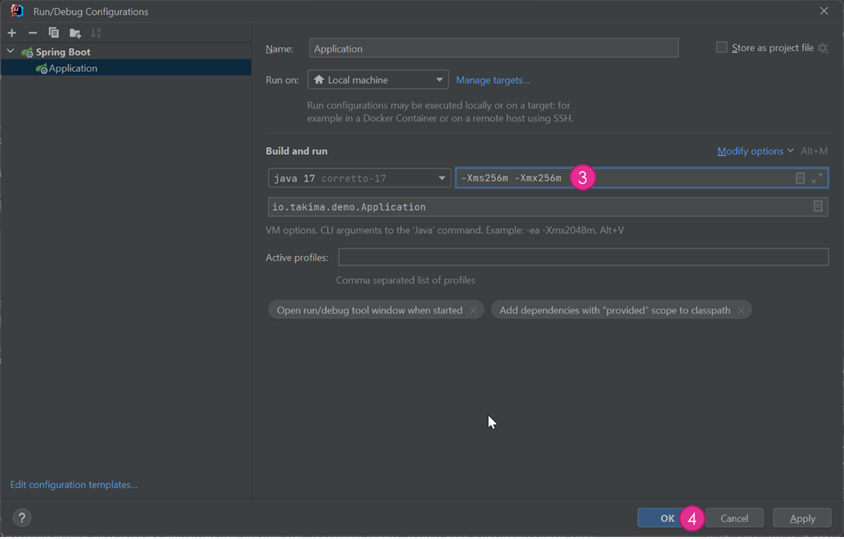 Run/Debug Configurations
Spring Boot
Application
Name: Application
Store as project file
Run on: Local machine Manage targets...
Run configurations may be executed locally or on a target: for
example in a Docker Container or on a remote host using SSH.
Build and run
Modify options Alt+M
java 17 corretto-17 -Xms256m -Xmx256m 3
io.takima.demo.Application
VM options. CLI arguments to the 'Java' command. Example: -ea -Xmx2048m. Alt+V
Active profiles:
Comma separated list of profiles
Open run/debug tool window when started × Add dependencies with "provided" scope to classpath ×
Edit configuration templates...
? OK 4 Cancel Apply